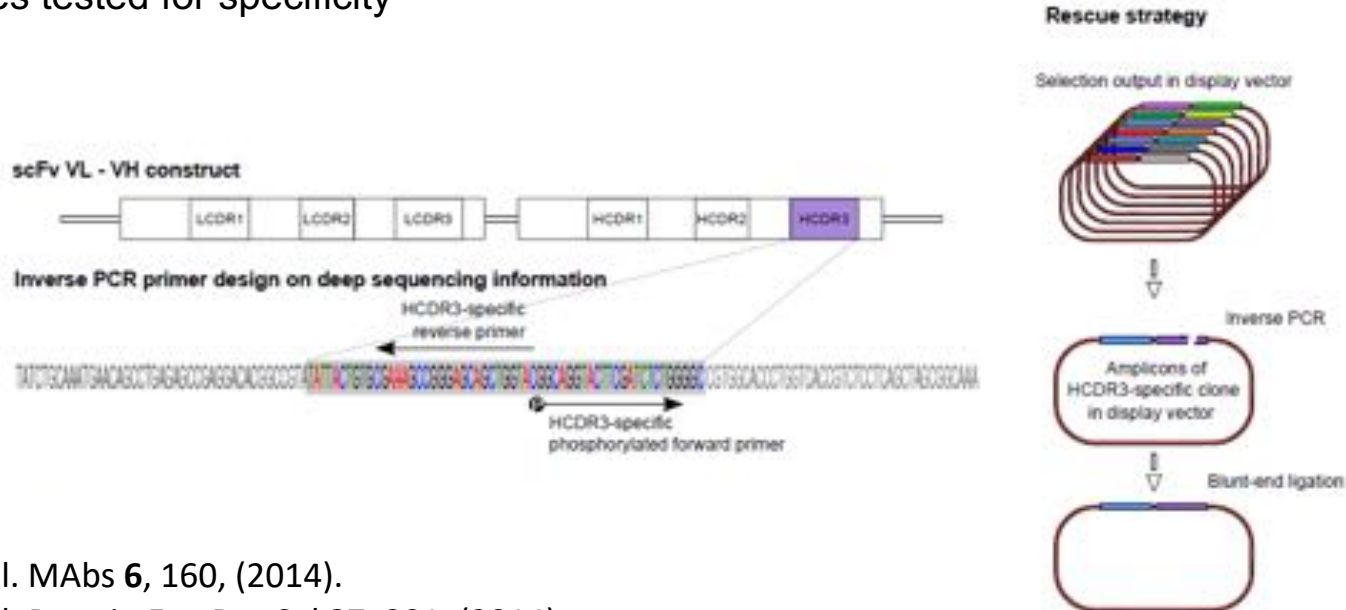 es tested for specificity
Rescue strategy
Selection output in display vector
scFv VL - VH construct
LCDR1 LCDR2 LCDR3 HCDR1 HCDR2 HCDR3
Inverse PCR primer design on deep sequencing information
HCDR3-specific
reverse primer
HCDR3-specific
phosphorylated forward primer
Inverse PCR
Amplicons of
HCDR3-specific clone
in display vector
Blunt-end ligation
l. MAbs 6, 160, (2014).